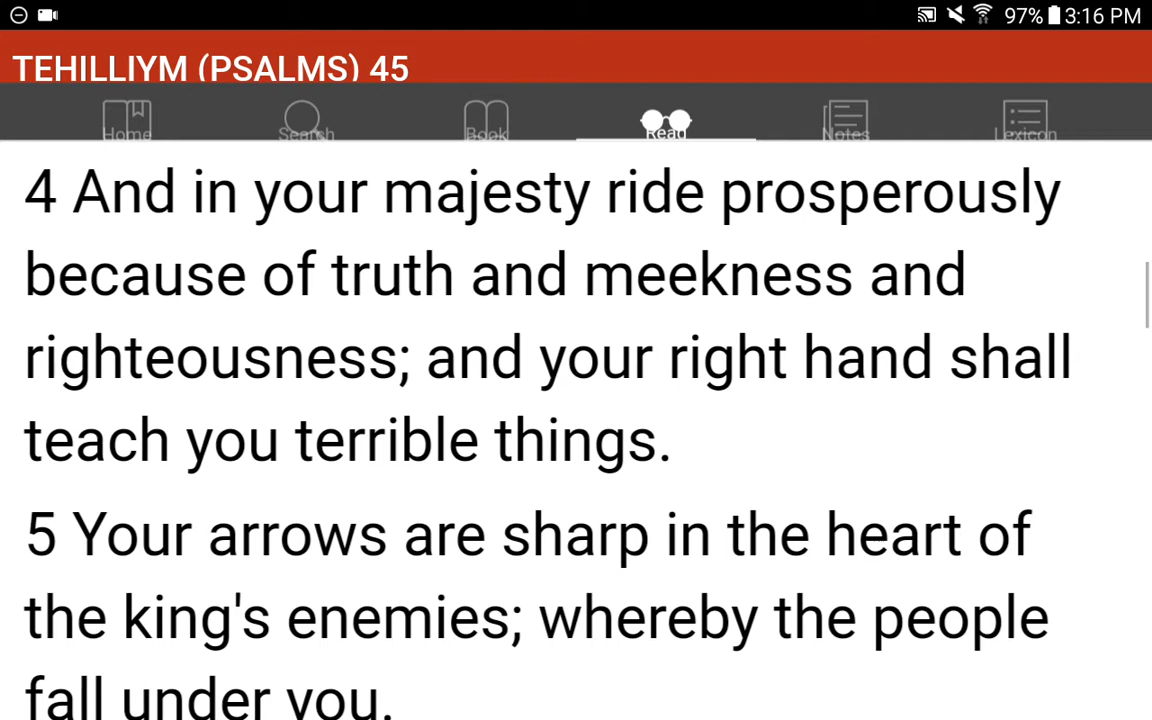 97% 3:16 PM
TEHILLIYM (PSALMS) 45
Home Search Book Read Notes Lexicon
4 And in your majesty ride prosperously
because of truth and meekness and
righteousness; and your right hand shall
teach you terrible things.
5 Your arrows are sharp in the heart of
the king's enemies; whereby the people
fall under you.